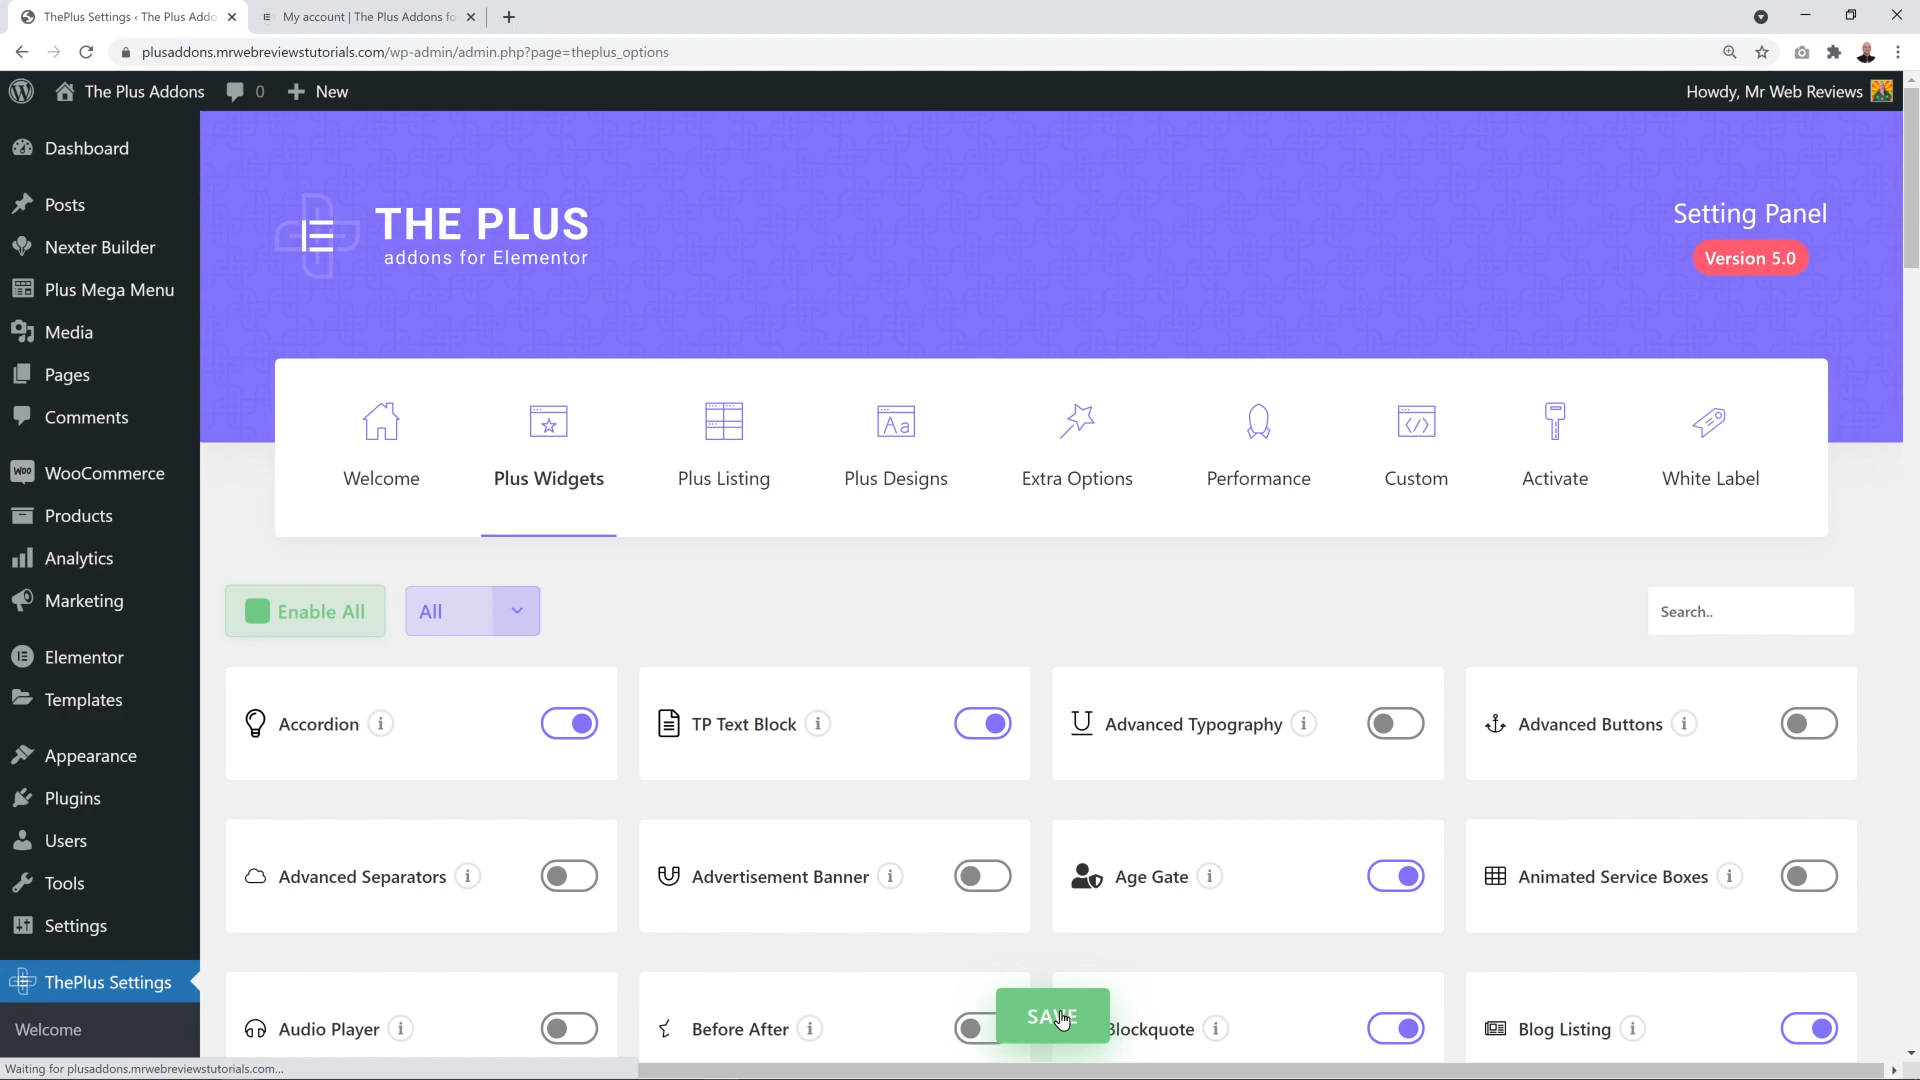 ThePlus Settings ‹ The Plus Addo
My account | The Plus Addons fo
plusaddons.mrwebreviewstutorials.com/wp-admin/admin.php?page=theplus_options
The Plus Addons
0
New
Howdy, Mr Web Reviews
Dashboard
Posts
Nexter Builder
Plus Mega Menu
Media
Pages
Comments
WooCommerce
Products
Analytics
Marketing
Elementor
Templates
Appearance
Plugins
Users
Tools
Settings
ThePlus Settings
Welcome
THE PLUS
addons for Elementor
Setting Panel
Version 5.0
Welcome
Plus Widgets
Plus Listing
Plus Designs
Extra Options
Performance
Custom
Activate
White Label
Enable All
All
Search..
Accordion
TP Text Block
Advanced Typography
Advanced Buttons
Advanced Separators
Advertisement Banner
Age Gate
Animated Service Boxes
Audio Player
Before After
SAVE
Blockquote
Blog Listing
Waiting for plusaddons.mrwebreviewstutorials.com...